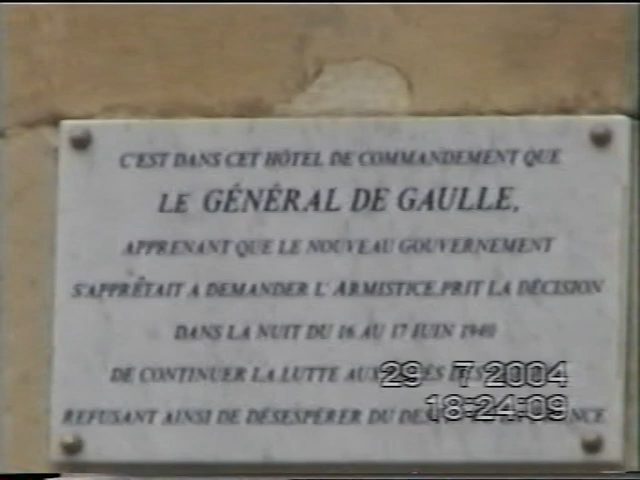 C'EST DANS CET HÔTEL DE COMMANDEMENT QUE
LE GÉNÉRAL DE GAULLE,
APPRENANT QUE LE NOUVEAU GOUVERNEMENT
S'APPRÊTAIT A DEMANDER L'ARMISTICE, PRIT LA DÉCISION
DANS LA NUIT DU 16 AU 17 JUIN 1940
DE CONTINUER LA LUTTE AUX
REFUSANT AINSI DE DÉSESPÉRER DU
29 7 2004
18:24:09